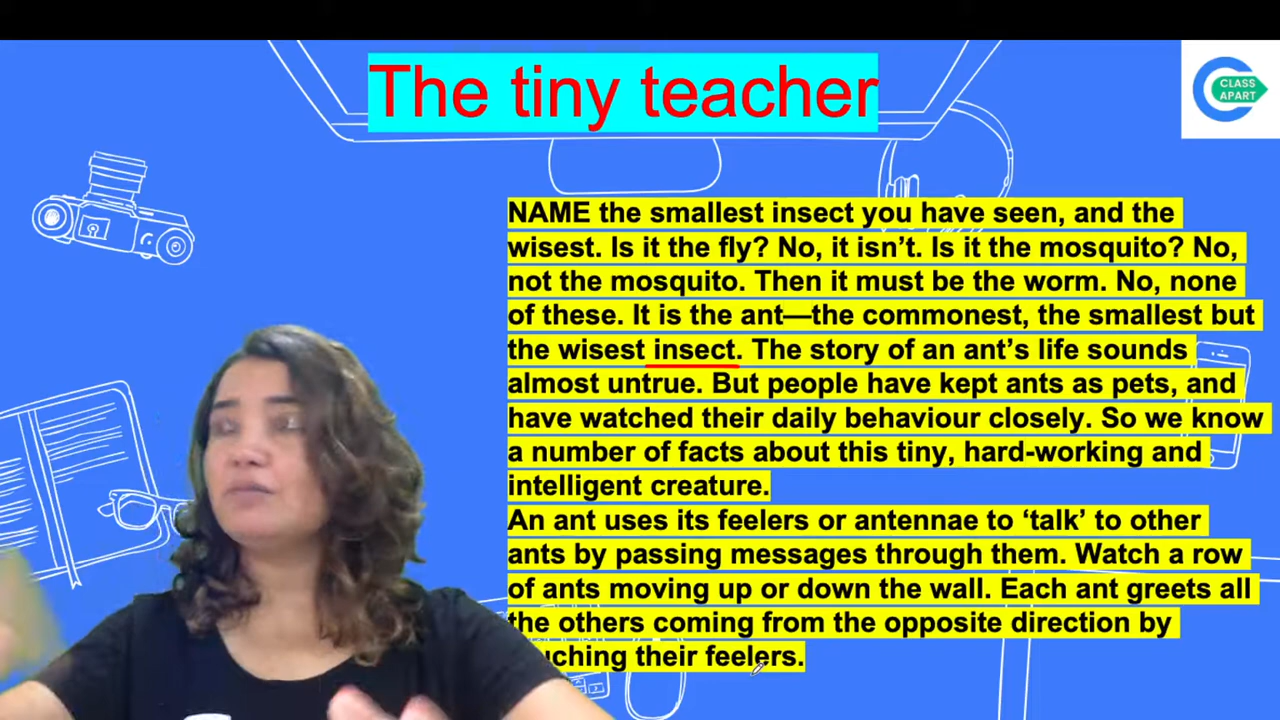 The tiny teacher
CLASS
APART
NAME the smallest insect you have seen, and the
wisest. Is it the fly? No, it isn’t. Is it the mosquito? No,
not the mosquito. Then it must be the worm. No, none
of these. It is the ant—the commonest, the smallest but
the wisest insect. The story of an ant’s life sounds
almost untrue. But people have kept ants as pets, and
have watched their daily behaviour closely. So we know
a number of facts about this tiny, hard-working and
intelligent creature.
An ant uses its feelers or antennae to ‘talk’ to other
ants by passing messages through them. Watch a row
of ants moving up or down the wall. Each ant greets all
the others coming from the opposite direction by
their feelers.